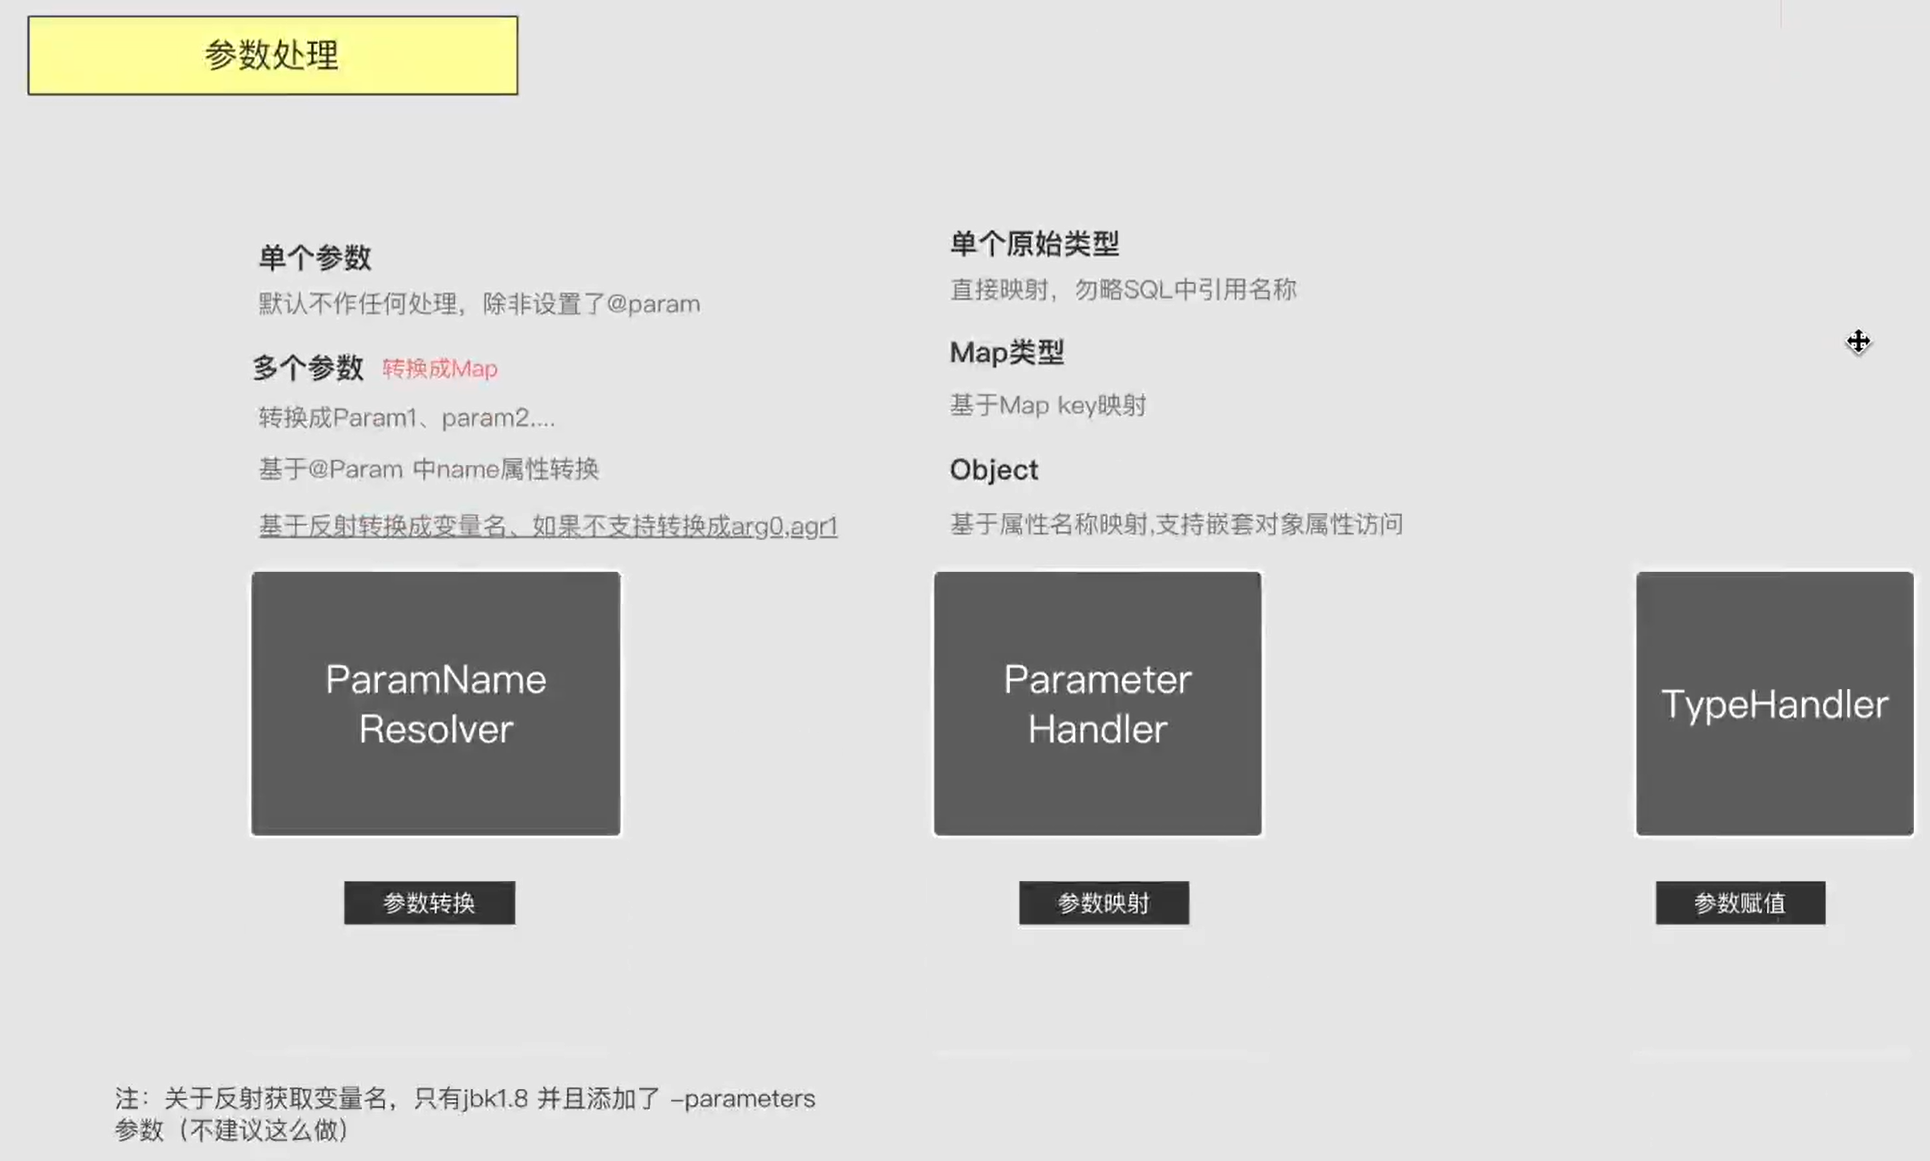 参数处理
单个参数
默认不作任何处理，除非设置了@param
多个参数 转换成Map
转换成Param1、param2....
基于@Param 中name属性转换
基于反射转换成变量名、如果不支持转换成arg0,agr1
单个原始类型
直接映射，勿略SQL中引用名称
Map类型
基于Map key映射
Object
基于属性名称映射,支持嵌套对象属性访问
ParamName
Resolver
Parameter
Handler
TypeHandler
参数转换
参数映射
参数赋值
注：关于反射获取变量名，只有jbk1.8 并且添加了 –parameters
参数（不建议这么做）